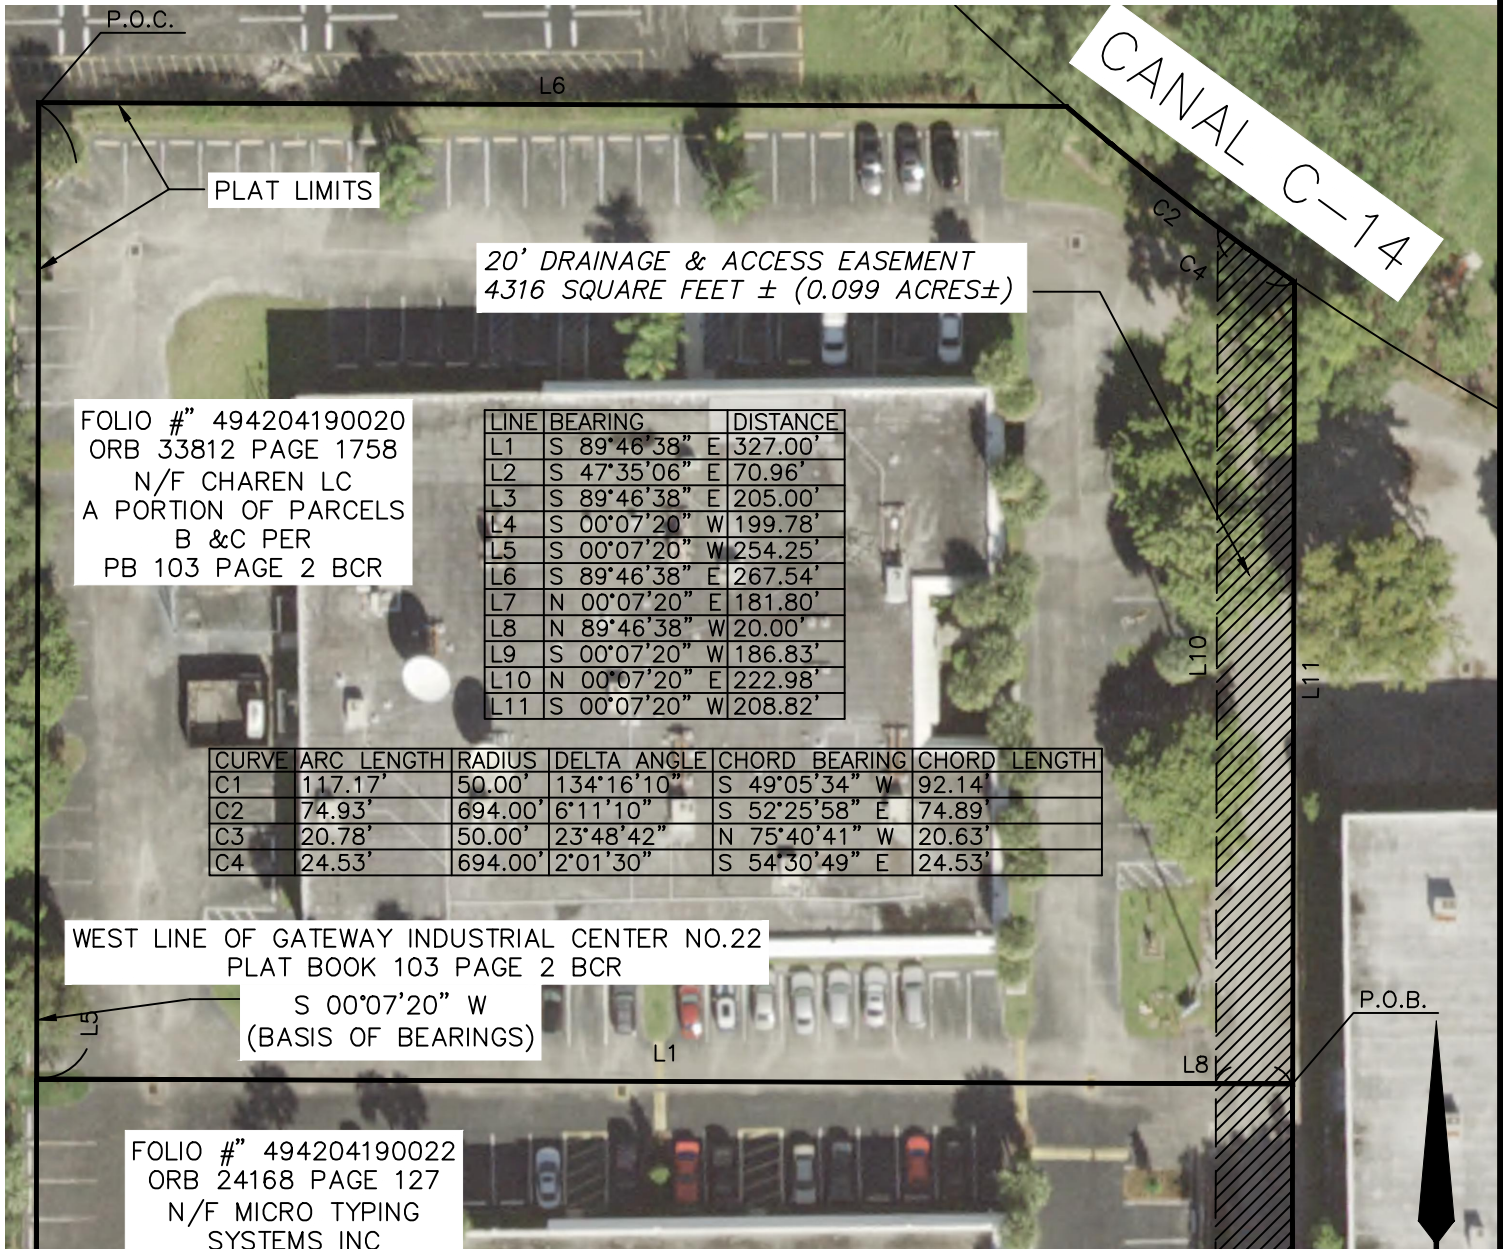 P.O.C.
L6
CANAL C-14
PLAT LIMITS
C2
C4
20' DRAINAGE & ACCESS EASEMENT
4316 SQUARE FEET ± (0.099 ACRES±)
FOLIO #" 494204190020
ORB 33812 PAGE 1758
N/F CHAREN LC
A PORTION OF PARCELS
B &C PER
PB 103 PAGE 2 BCR
LINE BEARING DISTANCE
L1 S 89°46'38" E 327.00'
L2 S 47°35'06" E 70.96'
L3 S 89°46'38" E 205.00'
L4 S 00°07'20" W 199.78'
L5 S 00°07'20" W 254.25'
L6 S 89°46'38" E 267.54'
L7 N 00°07'20" E 181.80'
L8 N 89°46'38" W 20.00'
L9 S 00°07'20" W 186.83'
L10 N 00°07'20" E 222.98'
L11 S 00°07'20" W 208.82'
L10
L11
CURVE ARC LENGTH RADIUS DELTA ANGLE CHORD BEARING CHORD LENGTH
C1 117.17' 50.00' 134°16'10" S 49°05'34" W 92.14'
C2 74.93' 694.00' 6°11'10" S 52°25'58" E 74.89'
C3 20.78' 50.00' 23°48'42" N 75°40'41" W 20.63'
C4 24.53' 694.00' 2°01'30" S 54°30'49" E 24.53'
WEST LINE OF GATEWAY INDUSTRIAL CENTER NO.22
PLAT BOOK 103 PAGE 2 BCR
S 00°07'20" W
(BASIS OF BEARINGS)
L5
P.O.B.
L1
L8
FOLIO #" 494204190022
ORB 24168 PAGE 127
N/F MICRO TYPING
SYSTEMS INC